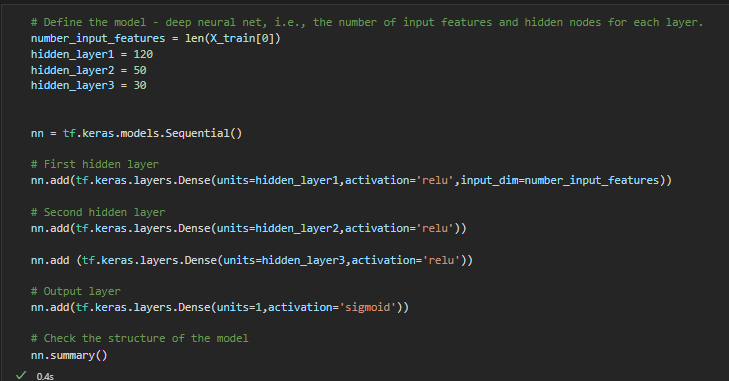 # Define the model - deep neural net, i.e., the number of input features and hidden nodes for each layer.
number_input_features = len(X_train[0])
hidden_layer1 = 120
hidden_layer2 = 50
hidden_layer3 = 30
nn = tf.keras.models.Sequential()
# First hidden layer
nn.add(tf.keras.layers.Dense(units=hidden_layer1,activation='relu',input_dim=number_input_features))
# Second hidden layer
nn.add(tf.keras.layers.Dense(units=hidden_layer2,activation='relu'))
nn.add (tf.keras.layers.Dense(units=hidden_layer3,activation='relu'))
# Output layer
nn.add(tf.keras.layers.Dense(units=1,activation='sigmoid'))
# Check the structure of the model
nn.summary()
0.4s